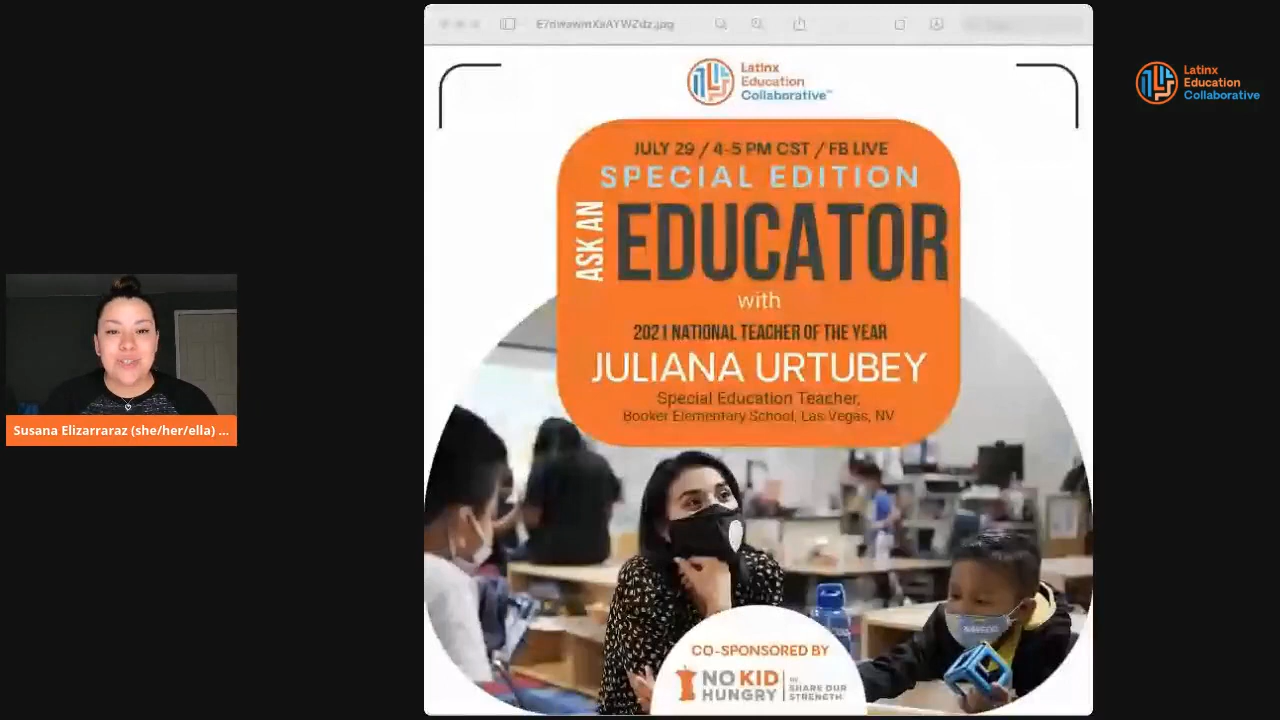 Latinx
Education
Collaborative™
Latinx
Education
Collaborative
JULY 29 / 4-5 PM CST / FB LIVE
SPECIAL EDITION
ASK AN
EDUCATOR
with
2021 NATIONAL TEACHER OF THE YEAR
JULIANA URTUBEY
Special Education Teacher,
Booker Elementary School, Las Vegas, NV
Susana Elizarraraz (she/her/ella) ...
CO-SPONSORED BY
NO KID
HUNGRY
SHARE OUR
STRENGTH